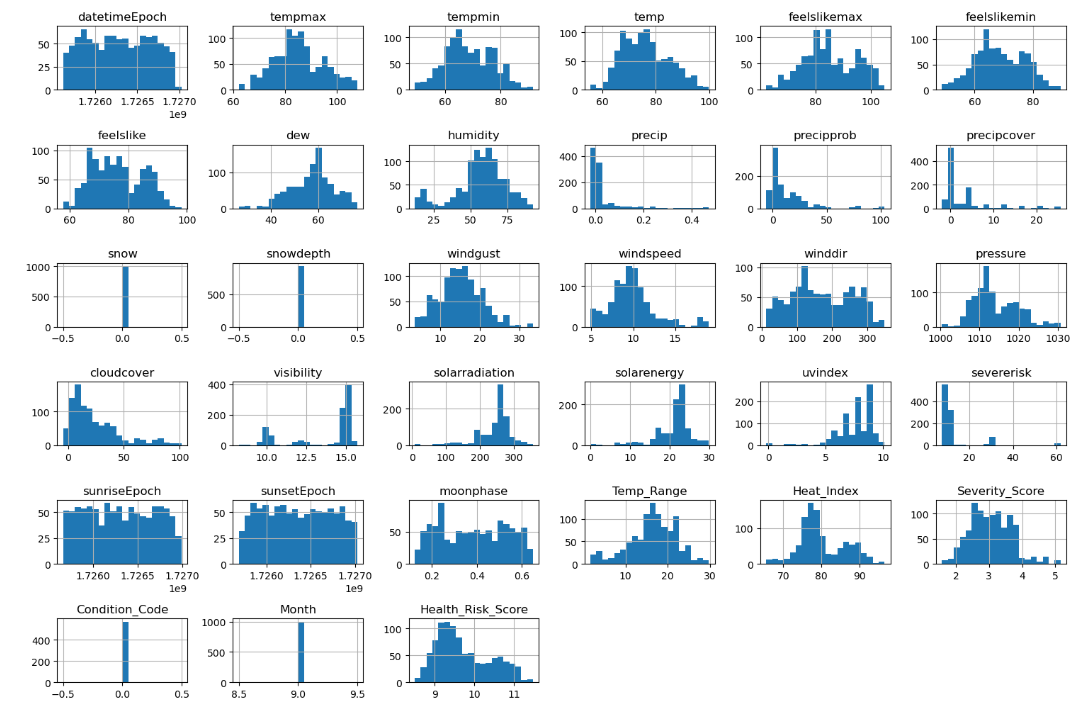 datetimeEpoch tempmax tempmin temp feelslikemax feelslikemin
50 25 0 100 50 0 100 50 0 100 50 0 100 50 0 100 50 0
1.7260 1.7265 1.7270 60 80 100 60 80 60 80 100 80 100 60 80
1e9
feelslike dew humidity precip precipprob precipcover
100 50 0 100 0 100 50 0 400 200 0 200 0 400 200 0
60 80 100 40 60 25 50 75 0.0 0.2 0.4 0 50 100 0 10 20
snow snowdepth windgust windspeed winddir pressure
1000 500 0 500 0 100 50 0 100 0 100 50 0 100 0
−0.5 0.0 0.5 −0.5 0.0 0.5 10 20 30 5 10 15 0 100 200 300 1000 1010 1020 1030
cloudcover visibility solarradiation solarenergy uvindex severerisk
100 0 400 200 0 200 0 200 0 200 100 0 400 200 0
0 50 100 10.0 12.5 15.0 0 100 200 300 0 10 20 30 0 5 10 20 40 60
sunriseEpoch sunsetEpoch moonphase Temp_Range Heat_Index Severity_Score
50 25 0 50 25 0 50 0 100 50 0 100 0 100 50 0
1.7260 1.7265 1.7270 1.7260 1.7265 1.7270 0.2 0.4 0.6 10 20 30 70 80 90 2 3 4 5
1e9 1e9
Condition_Code Month Health_Risk_Score
400 200 0 1000 500 0 100 50 0
−0.5 0.0 0.5 8.5 9.0 9.5 9 10 11